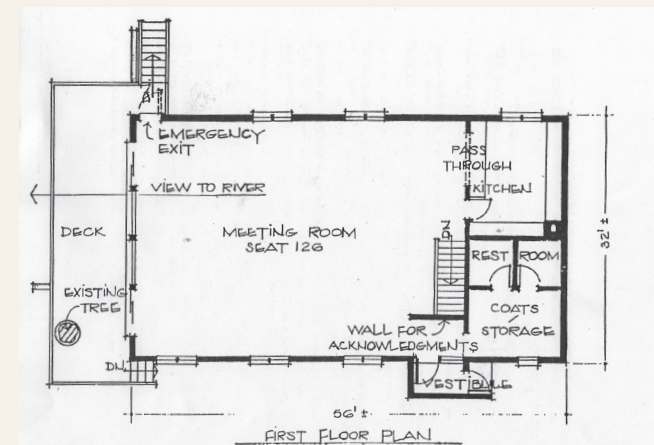 DN
EMERGENCY
EXIT
PASS
THROUGH
KITCHEN
VIEW TO RIVER
DECK
MEETING ROOM
SEAT 126
DN
REST ROOM
32' ±
EXISTING
TREE
COATS
STORAGE
WALL FOR
ACKNOWLEDGMENTS
DN
VESTIBULE
56' ±
FIRST FLOOR PLAN